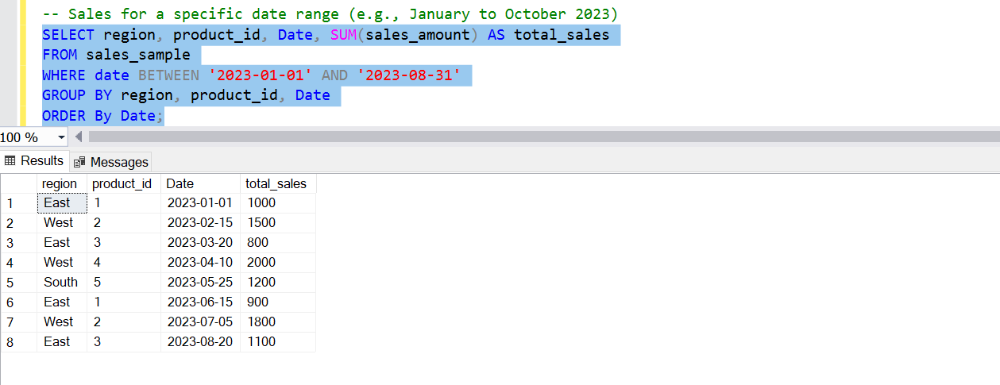 -- Sales for a specific date range (e.g., January to October 2023)
SELECT region, product_id, Date, SUM(sales_amount) AS total_sales
FROM sales_sample
WHERE date BETWEEN '2023-01-01' AND '2023-08-31'
GROUP BY region, product_id, Date
ORDER By Date;
100 %
Results Messages
region product_id Date total_sales
1 East 1 2023-01-01 1000
2 West 2 2023-02-15 1500
3 East 3 2023-03-20 800
4 West 4 2023-04-10 2000
5 South 5 2023-05-25 1200
6 East 1 2023-06-15 900
7 West 2 2023-07-05 1800
8 East 3 2023-08-20 1100